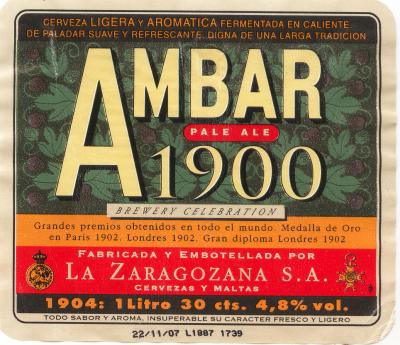 CERVEZA LIGERA Y AROMATICA FERMENTADA EN CALIENTE
DE PALADAR SUAVE Y REFRESCANTE. DIGNA DE UNA LARGA TRADICION
AMBAR
PALE ALE
1900
BREWERY CELEBRATION
Grandes premios obtenidos en todo el mundo. Medalla de Oro
en París 1902. Londres 1902. Gran diploma Londres 1902
FABRICADA Y EMBOTELLADA POR
LA ZARAGOZANA S.A.
CERVEZAS Y MALTAS
1904: 1 Litro 30 cts. 4,8% vol.
TODO SABOR Y AROMA, INSUPERABLE SU CARACTER FRESCO Y LIGERO
22/11/07 L1887 1739